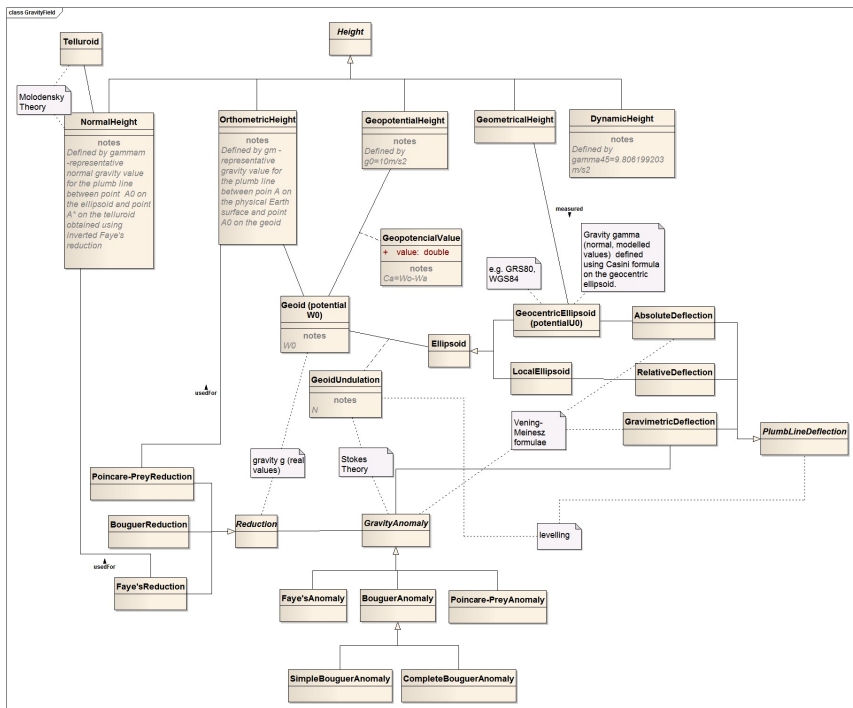 class GravityField
Telluroid
Height
Molodensky
Theory
NormalHeight
notes
Defined by gammam
-representative
normal gravity value
for the plumb line
between point A0 on
the ellipsoid and point
A* on the telluroid
obtained using
inverted Faye's
reduction
OrthometricHeight
notes
Defined by gm -
representative
gravity value for
the plumb line
between poin A on
the physical Earth
surface and point
A0 on the geoid
GeopotentialHeight
notes
Defined by
g0=10m/s2
GeometricalHeight
DynamicHeight
notes
Defined by
gamma45=9.806199203
m/s2
measured
GeopotencialValue
+ value: double
notes
Ca=Wo-Wa
e.g. GRS80,
WGS84
Gravity gamma
(normal, modelled
values) defined
using Casini formula
on the geocentric
ellipsoid.
Geoid (potential
W0)
notes
W0
Ellipsoid
GeocentricEllipsoid
(potentialU0)
AbsoluteDeflection
LocalEllipsoid
RelativeDeflection
GeoidUndulation
notes
N
usedFor
Vening-
Meinesz
formulae
GravimetricDeflection
PlumbLineDeflection
gravity g (real
values)
Stokes
Theory
Poincare-PreyReduction
BouguerReduction
Reduction
GravityAnomaly
levelling
usedFor
Faye'sReduction
Faye'sAnomaly
BouguerAnomaly
Poincare-PreyAnomaly
SimpleBouguerAnomaly
CompleteBouguerAnomaly